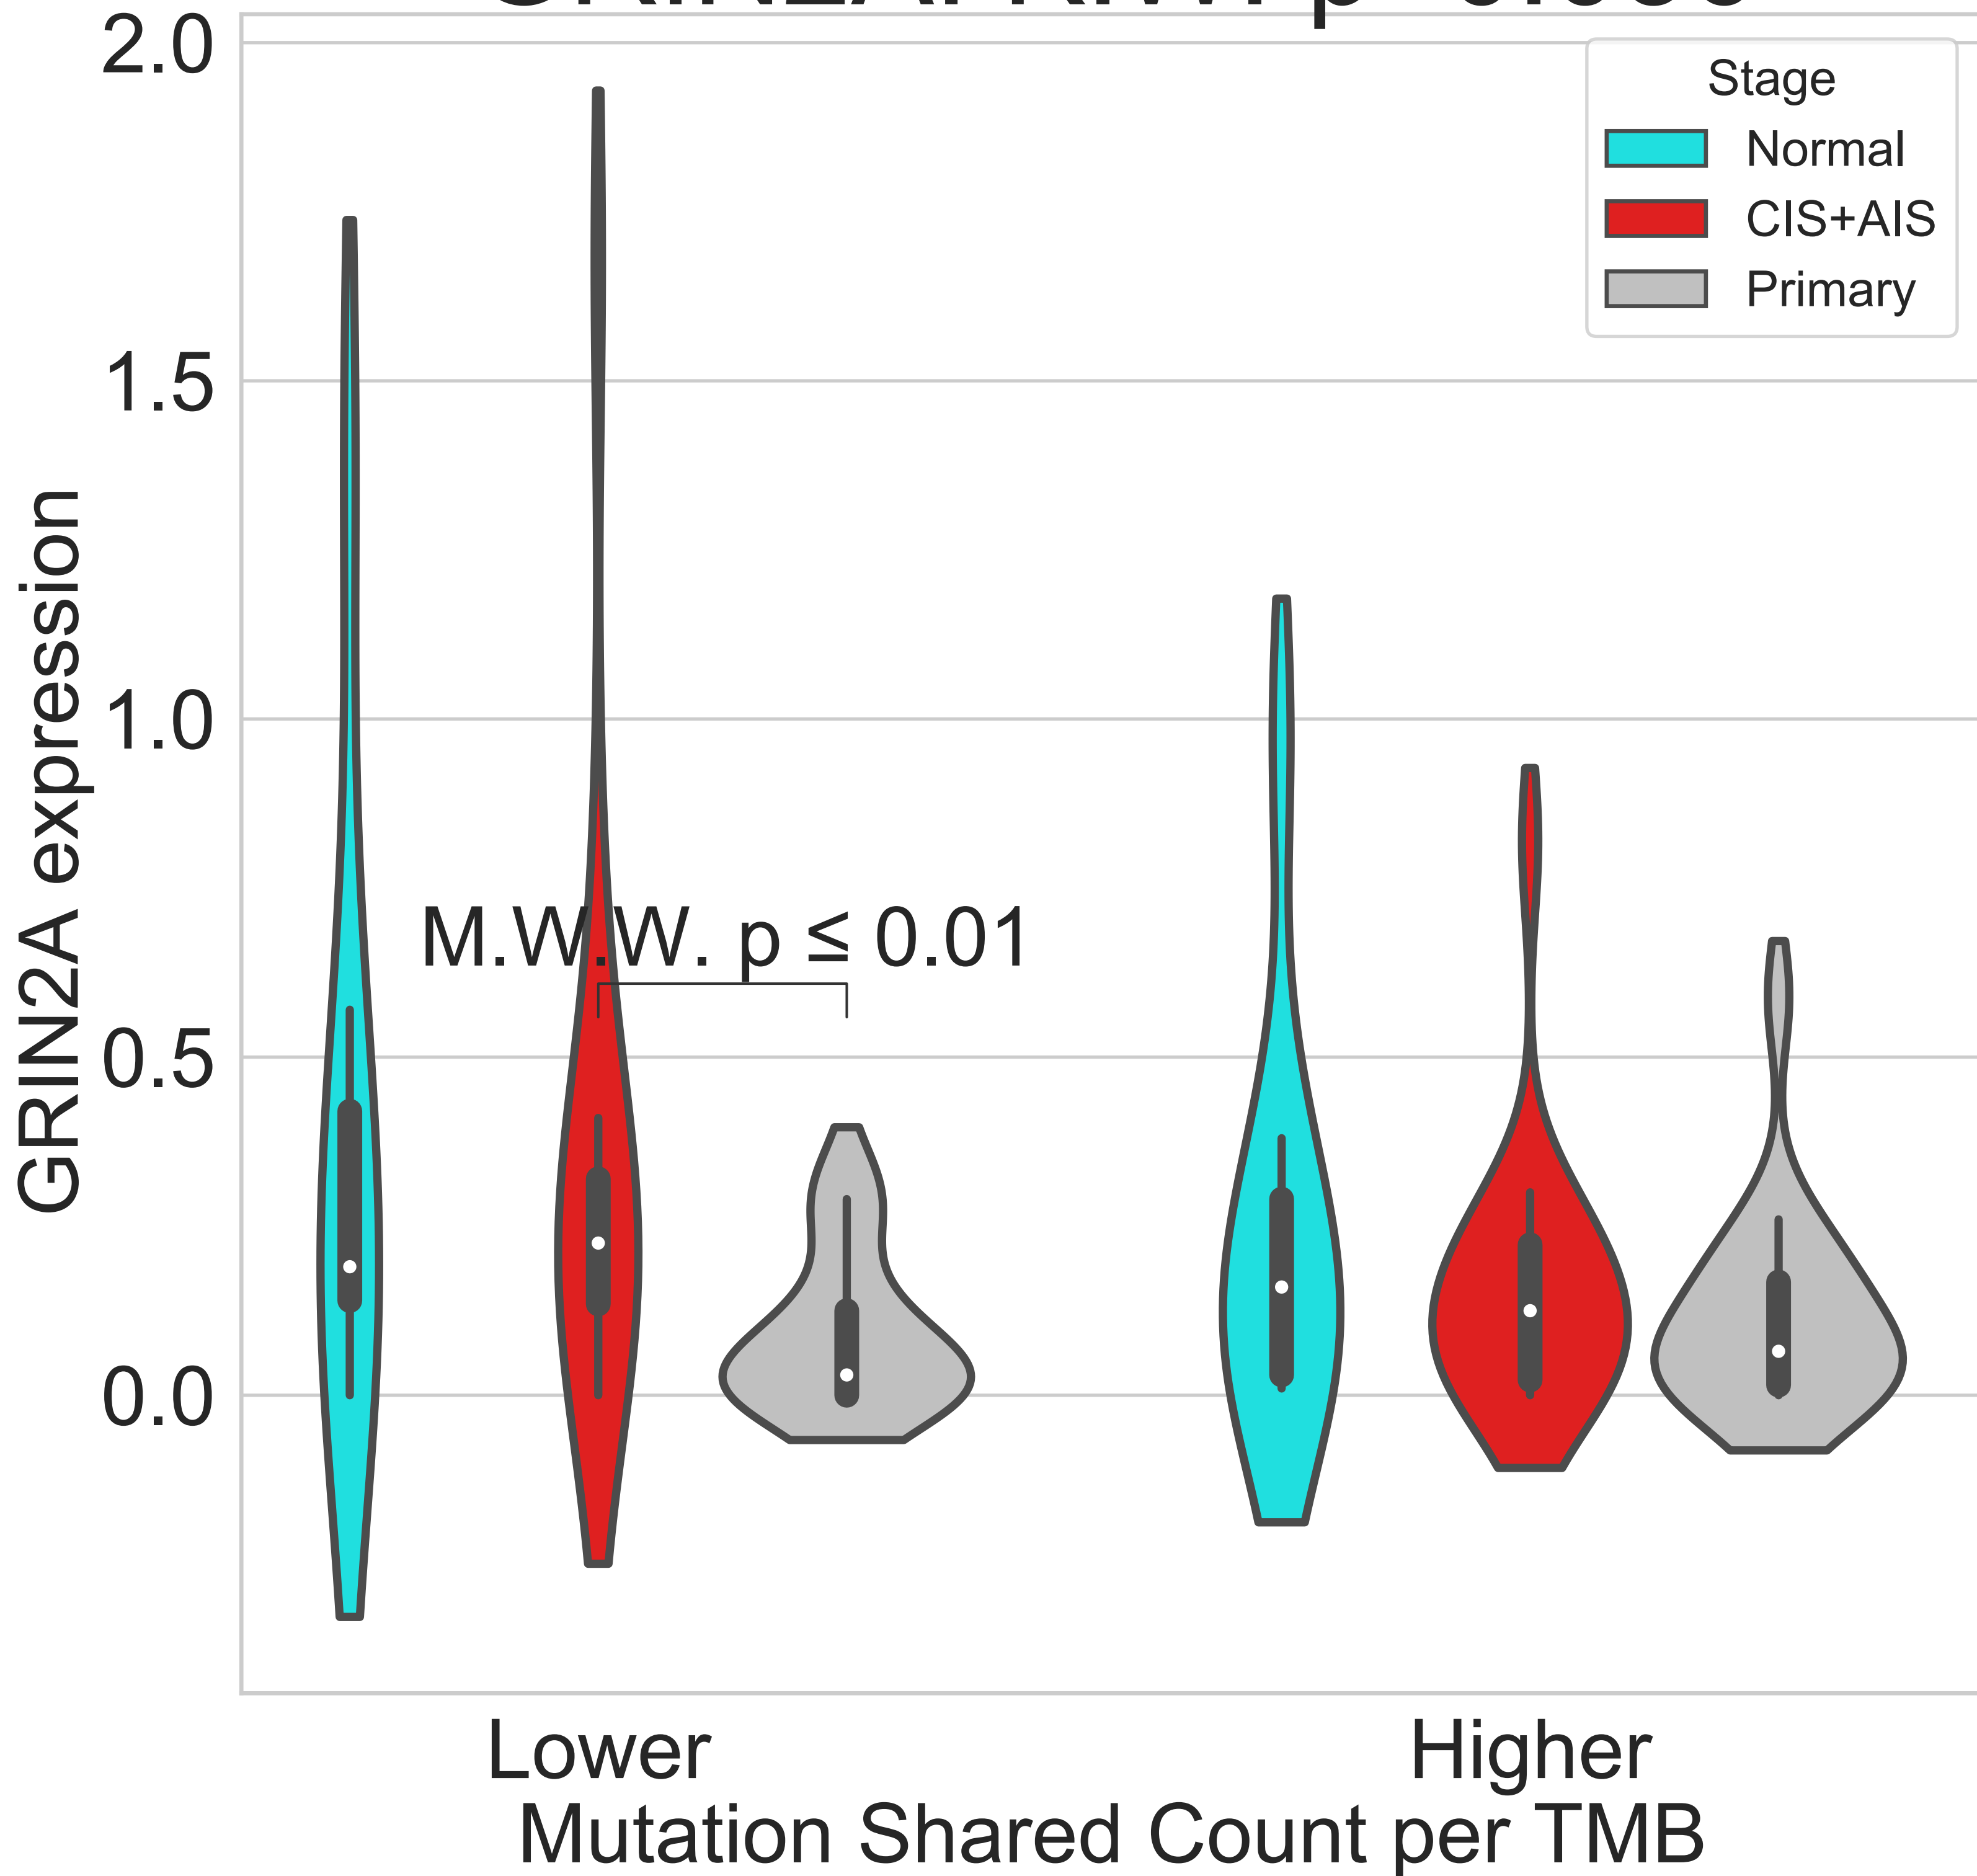 2.0
1.5
1.0
0.5
0.0
GRIN2A expression
Stage
Normal
CIS+AIS
Primary
M.W.W. p ≤ 0.01
Lower
Higher
Mutation Shared Count per TMB